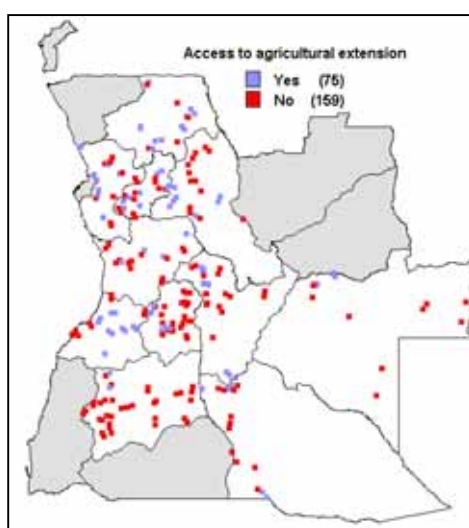 Access to agricultural extension
Yes (75)
No (159)